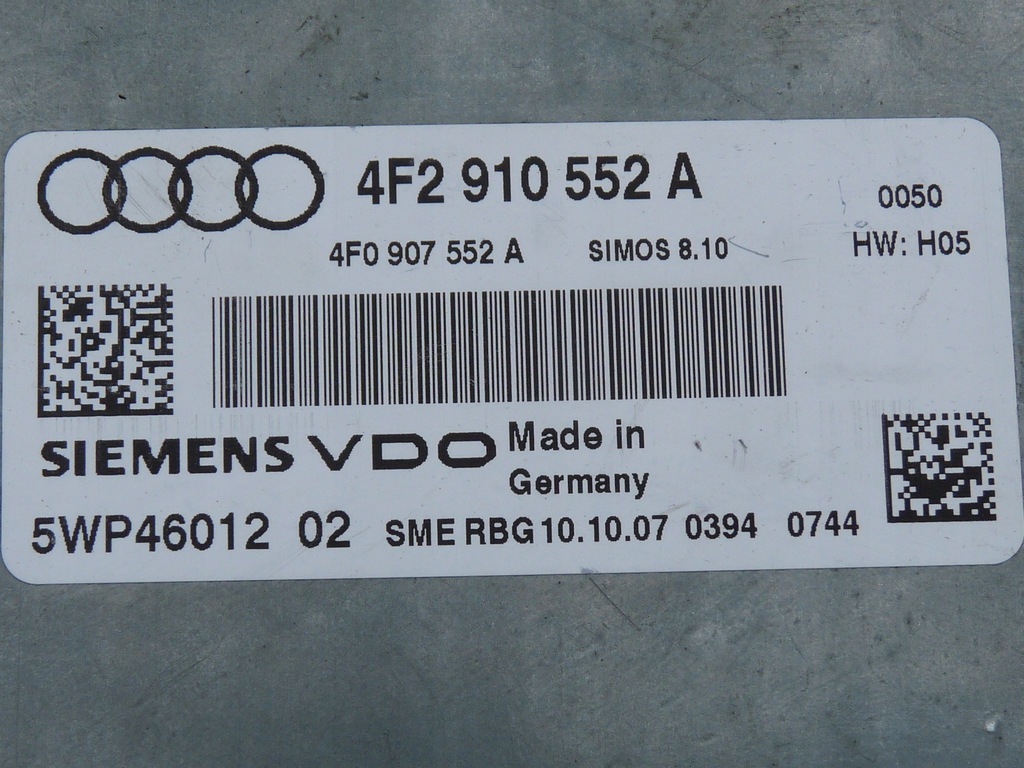 4F2 910 552 A
0050
4F0 907 552 A SIMOS 8.10 HW: H05
SIEMENS VDO Made in
Germany
5WP46012 02 SME RBG 10.10.07 0394 0744